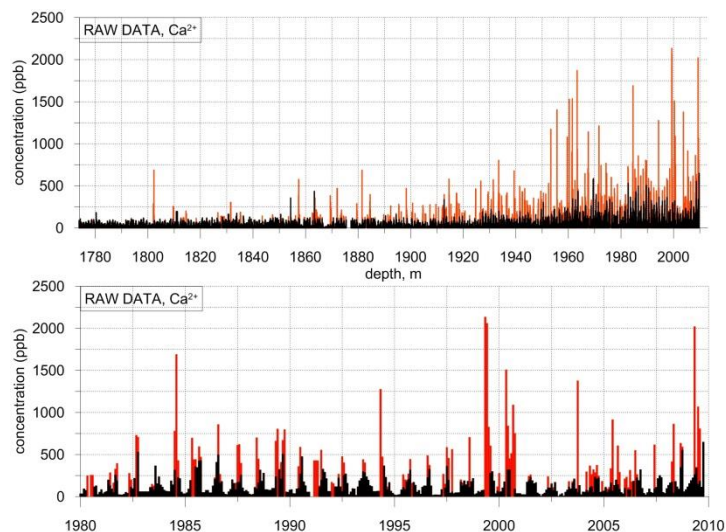 RAW DATA, Ca²⁺
concentration (ppb)
2500
2000
1500
1000
500
0
1780 1800 1820 1840 1860 1880 1900 1920 1940 1960 1980 2000
depth, m
RAW DATA, Ca²⁺
concentration (ppb)
2500
2000
1500
1000
500
0
1980 1985 1990 1995 2000 2005 2010